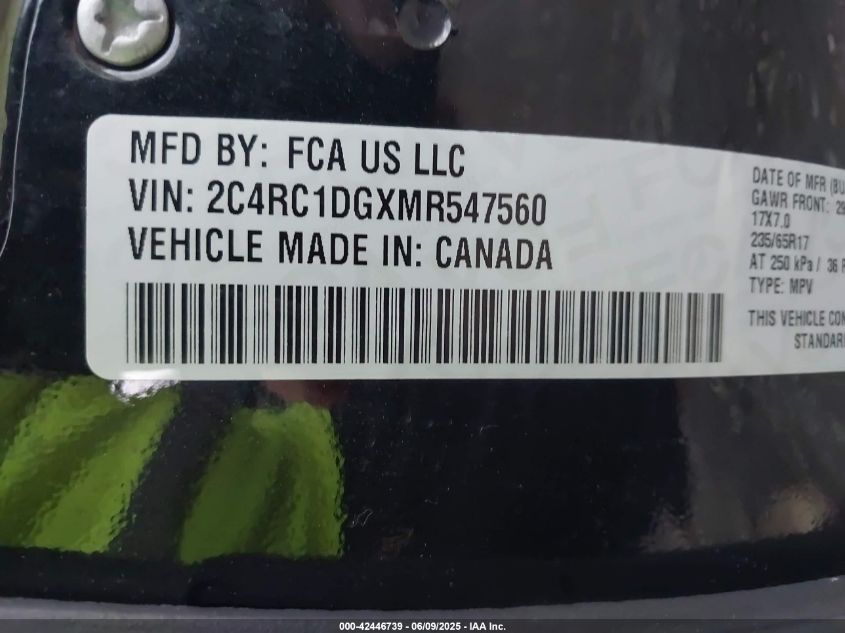 MFD BY: FCA US LLC
VIN: 2C4RC1DGXMR547560
VEHICLE MADE IN: CANADA
DATE OF MFR
GAWR FRONT:
17X7.0
235/65R17
AT 250 kPa / 36
TYPE: MPV
THIS VEHICLE
000-42446739 - 06/09/2025 - IAA Inc.